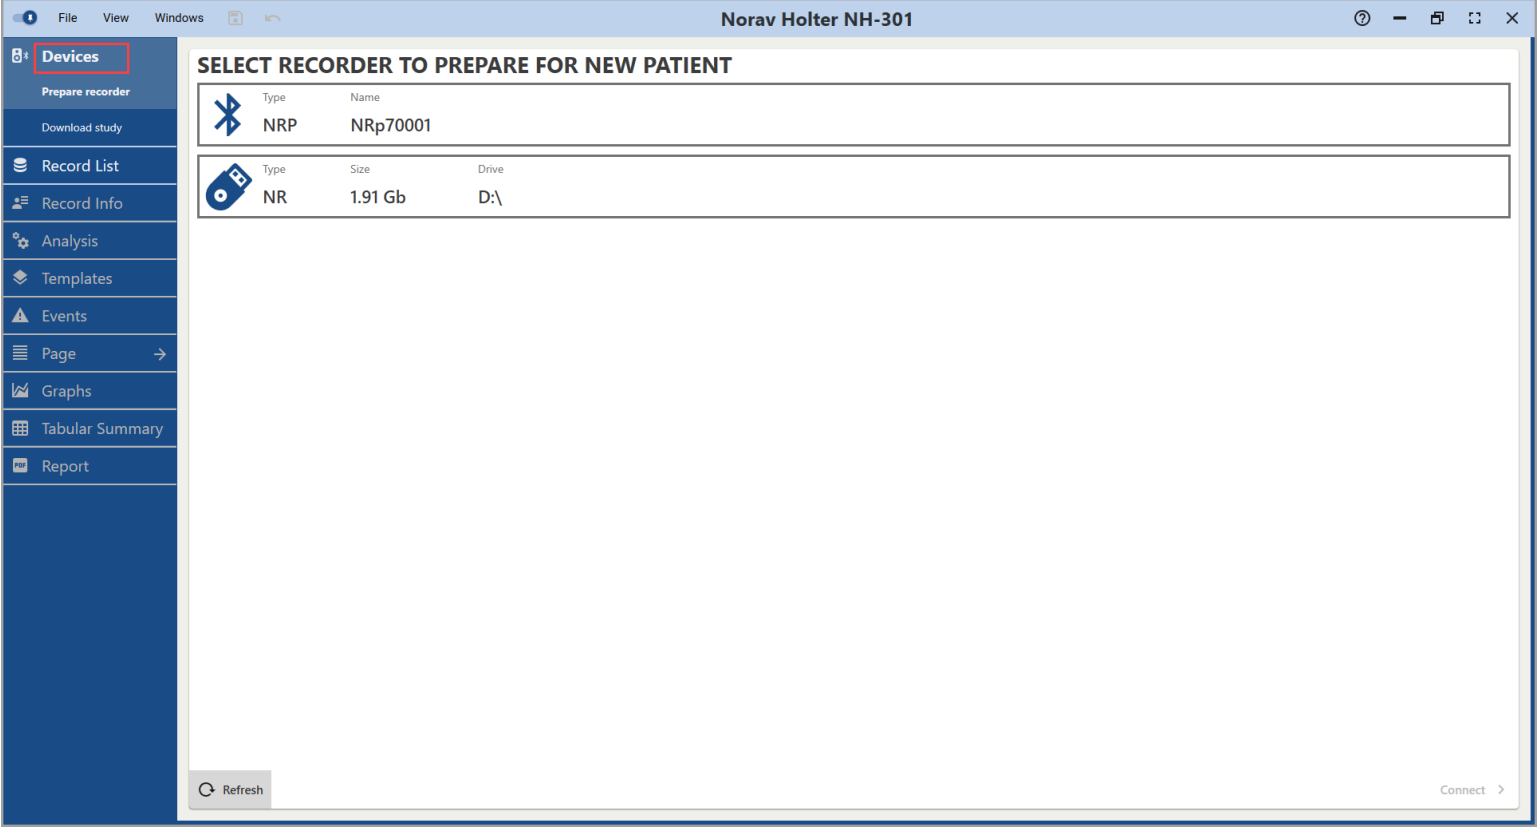 File View Windows Norav Holter NH-301
Devices
Prepare recorder
Download study
Record List
Record Info
Analysis
Templates
Events
Page
Graphs
Tabular Summary
PDF Report
SELECT RECORDER TO PREPARE FOR NEW PATIENT
Type Name
NRP NRp70001
Type Size Drive
NR 1.91 Gb D:\
Refresh Connect